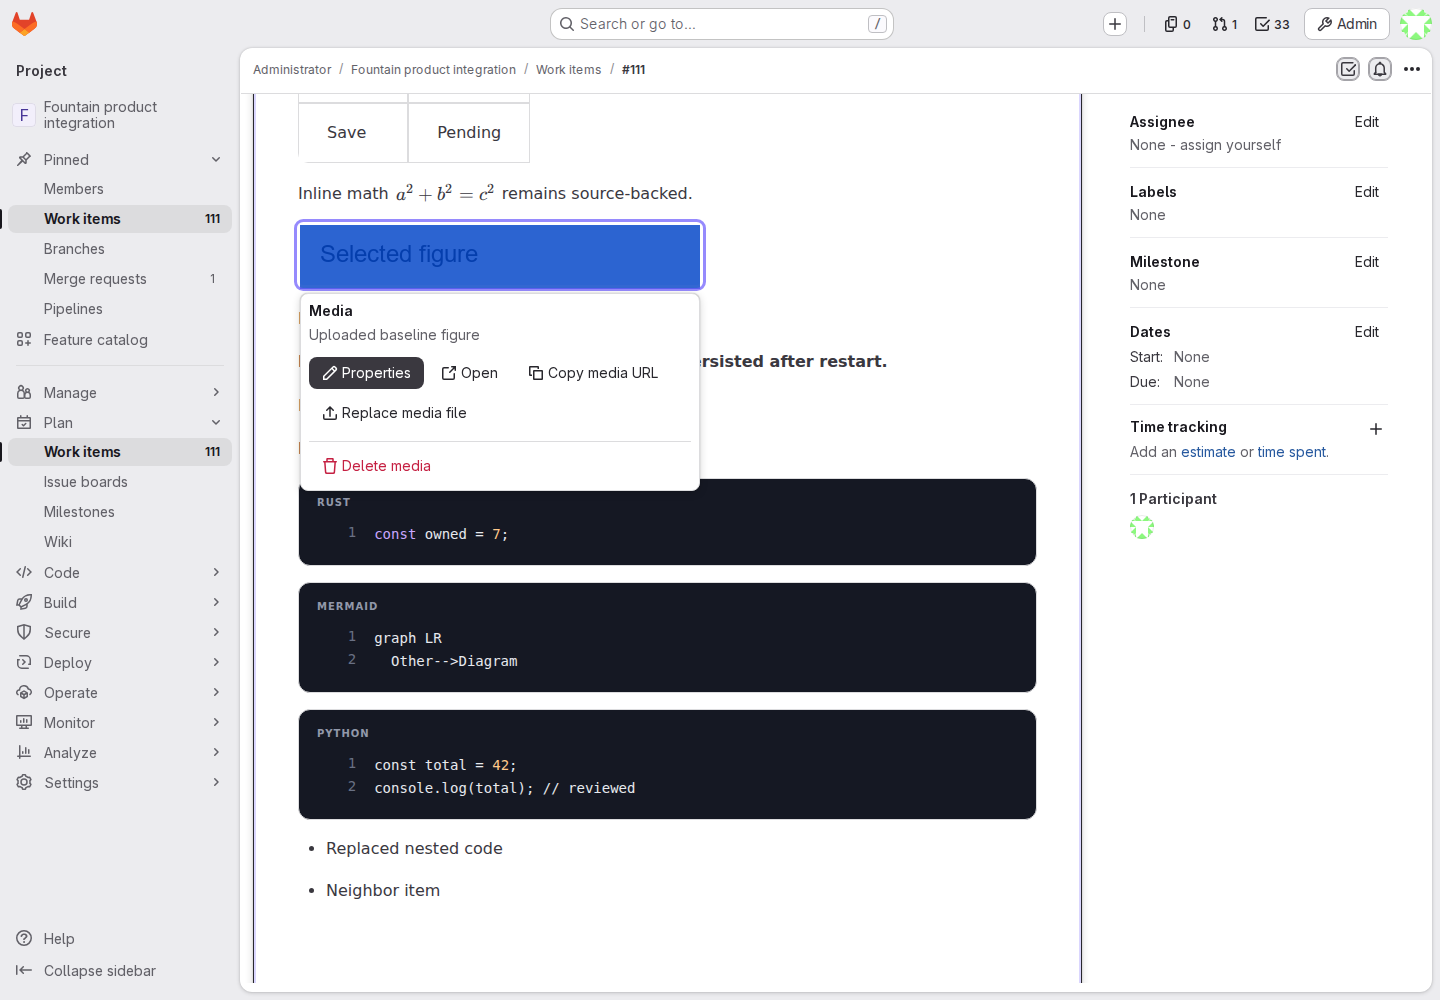 Search or go to...
/
0
1
33
Admin
Project
F
Fountain product integration
Pinned
Members
Work items 111
Branches
Merge requests 1
Pipelines
Feature catalog
Manage
Plan
Work items 111
Issue boards
Milestones
Wiki
Code
Build
Secure
Deploy
Operate
Monitor
Analyze
Settings
Help
Collapse sidebar
Administrator / Fountain product integration / Work items / #111
Save Pending
Inline math a² + b² = c² remains source-backed.
Selected figure
Media
Uploaded baseline figure
Properties Open Copy media URL
Replace media file
Delete media
ersisted after restart.
RUST
1 const owned = 7;
MERMAID
1 graph LR
2 Other-->Diagram
PYTHON
1 const total = 42;
2 console.log(total); // reviewed
• Replaced nested code
• Neighbor item
Assignee Edit
None - assign yourself
Labels Edit
None
Milestone Edit
None
Dates Edit
Start: None
Due: None
Time tracking
Add an estimate or time spent.
1 Participant